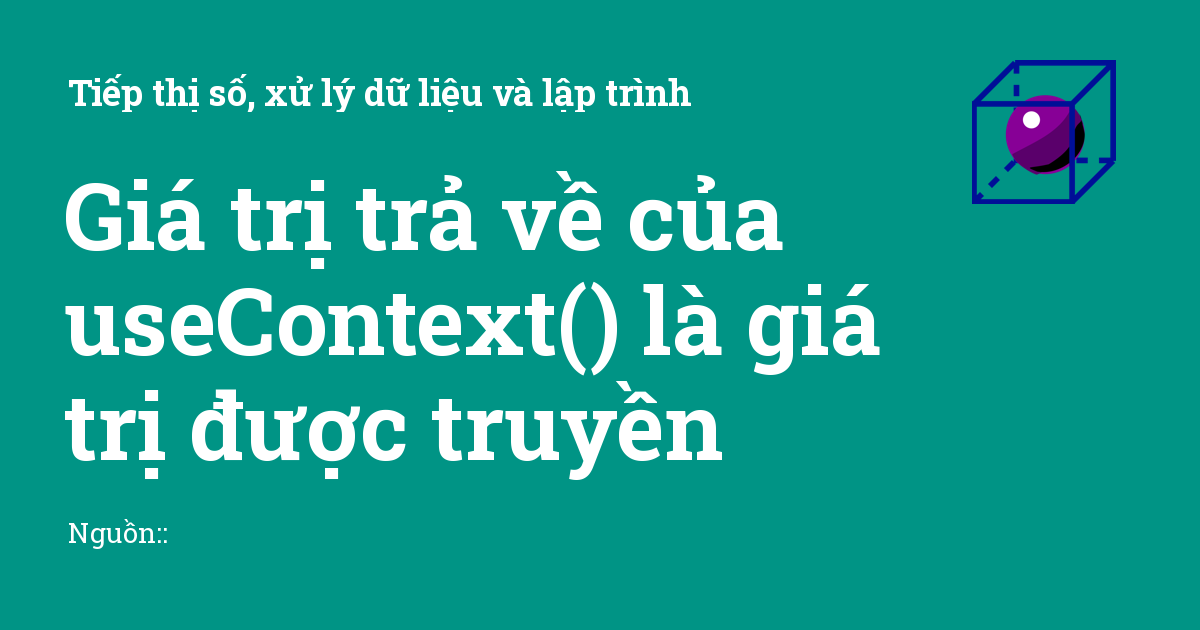 Tiếp thị số, xử lý dữ liệu và lập trình
Giá trị trả về của
useContext() là giá
trị được truyền
Nguồn::